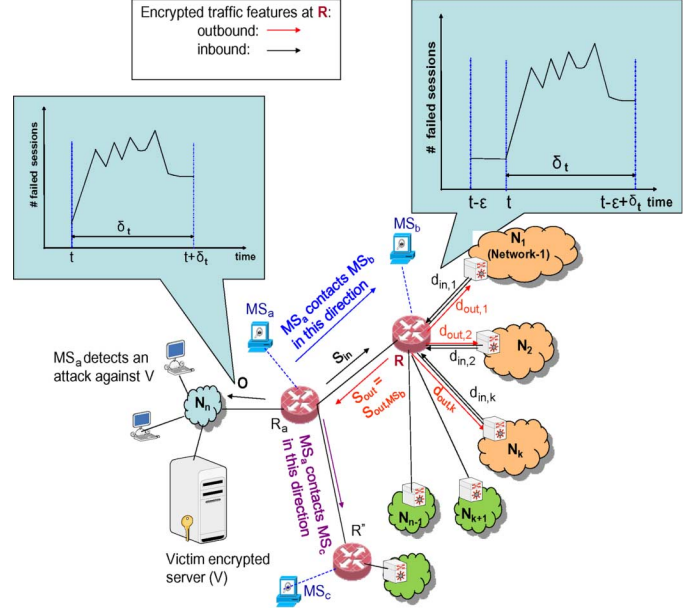 Encrypted traffic features at R:
outbound:
inbound:
# failed sessions
δt
t
t+δt
time
# failed sessions
δt
t-ε
t
t-ε+δt time
MSb
N1
(Network-1)
din,1
dout,1
MSa
MSa contacts MSb
in this direction
dout,2
din,2
N2
Sin
R
MSa detects an
attack against V
O
Sout =
Sout,MSb
dout,k
din,k
Nn
Ra
Nk
MSa contacts MSc
in this direction
Nn-1
Nk+1
R"
Victim encrypted
server (V)
MSc